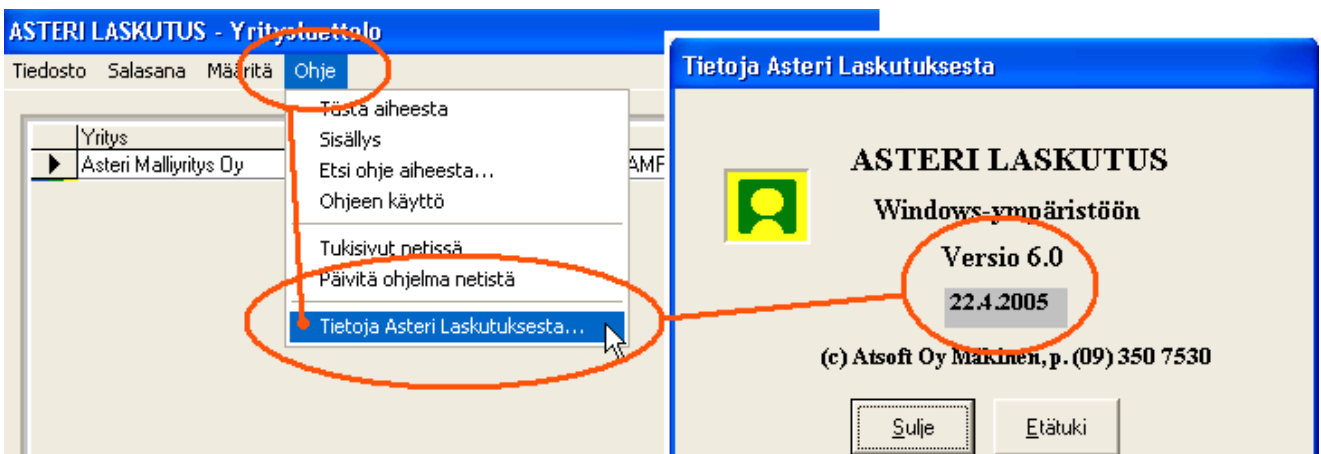 ASTERI LASKUTUS - Yritysluettelo
Tiedosto Salasana Määritä Ohje
Tästä aiheesta
Sisällys
Etsi ohje aiheesta...
Ohjeen käyttö
Tukisivut netissä
Päivitä ohjelma netistä
Tietoja Asteri Laskutuksesta...
Yritys
Asteri Malliyritys Oy
Tietoja Asteri Laskutuksesta
ASTERI LASKUTUS
Windows-ympäristöön
Versio 6.0
22.4.2005
(c) Atsoft Oy Mäkinen, p. (09) 350 7530
Sulje Etätuki